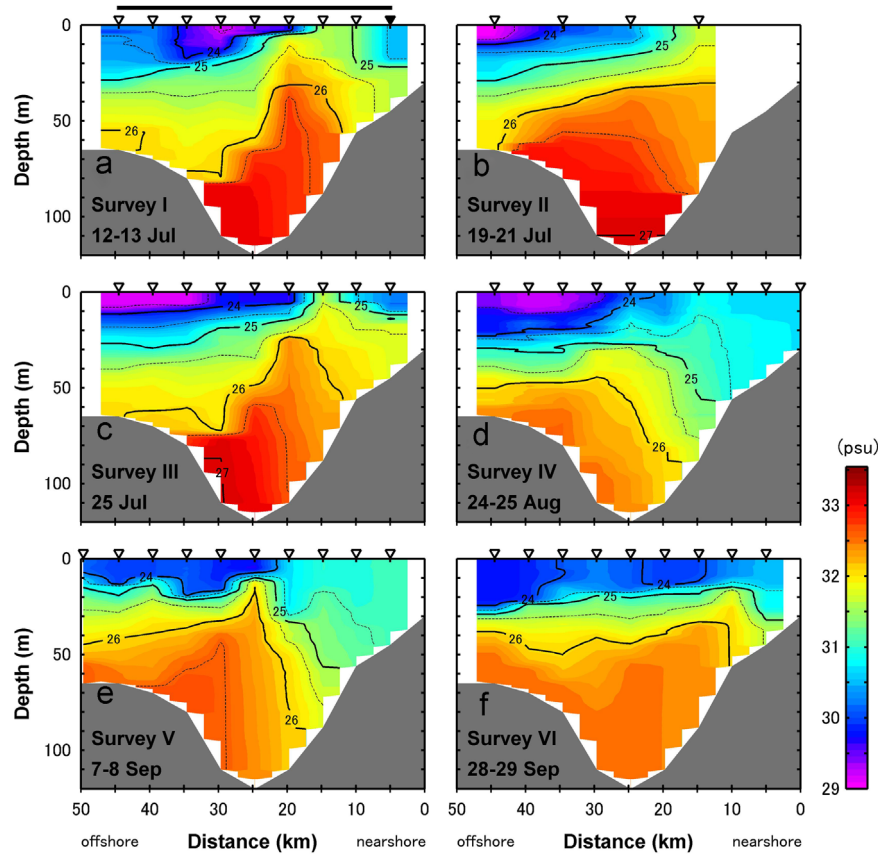 0
50
100
Depth (m)
24
25
26
26
a
Survey I
12-13 Jul
24
25
26
27
b
Survey II
19-21 Jul
0
50
100
Depth (m)
24
25
26
27
c
Survey III
25 Jul
24
25
26
d
Survey IV
24-25 Aug
(psu)
33
32
31
30
29
0
50
100
Depth (m)
24
25
26
26
e
Survey V
7-8 Sep
24
24
25
26
f
Survey VI
28-29 Sep
50 40 30 20 10 0
50 40 30 20 10 0
offshore Distance (km) nearshore
offshore Distance (km) nearshore